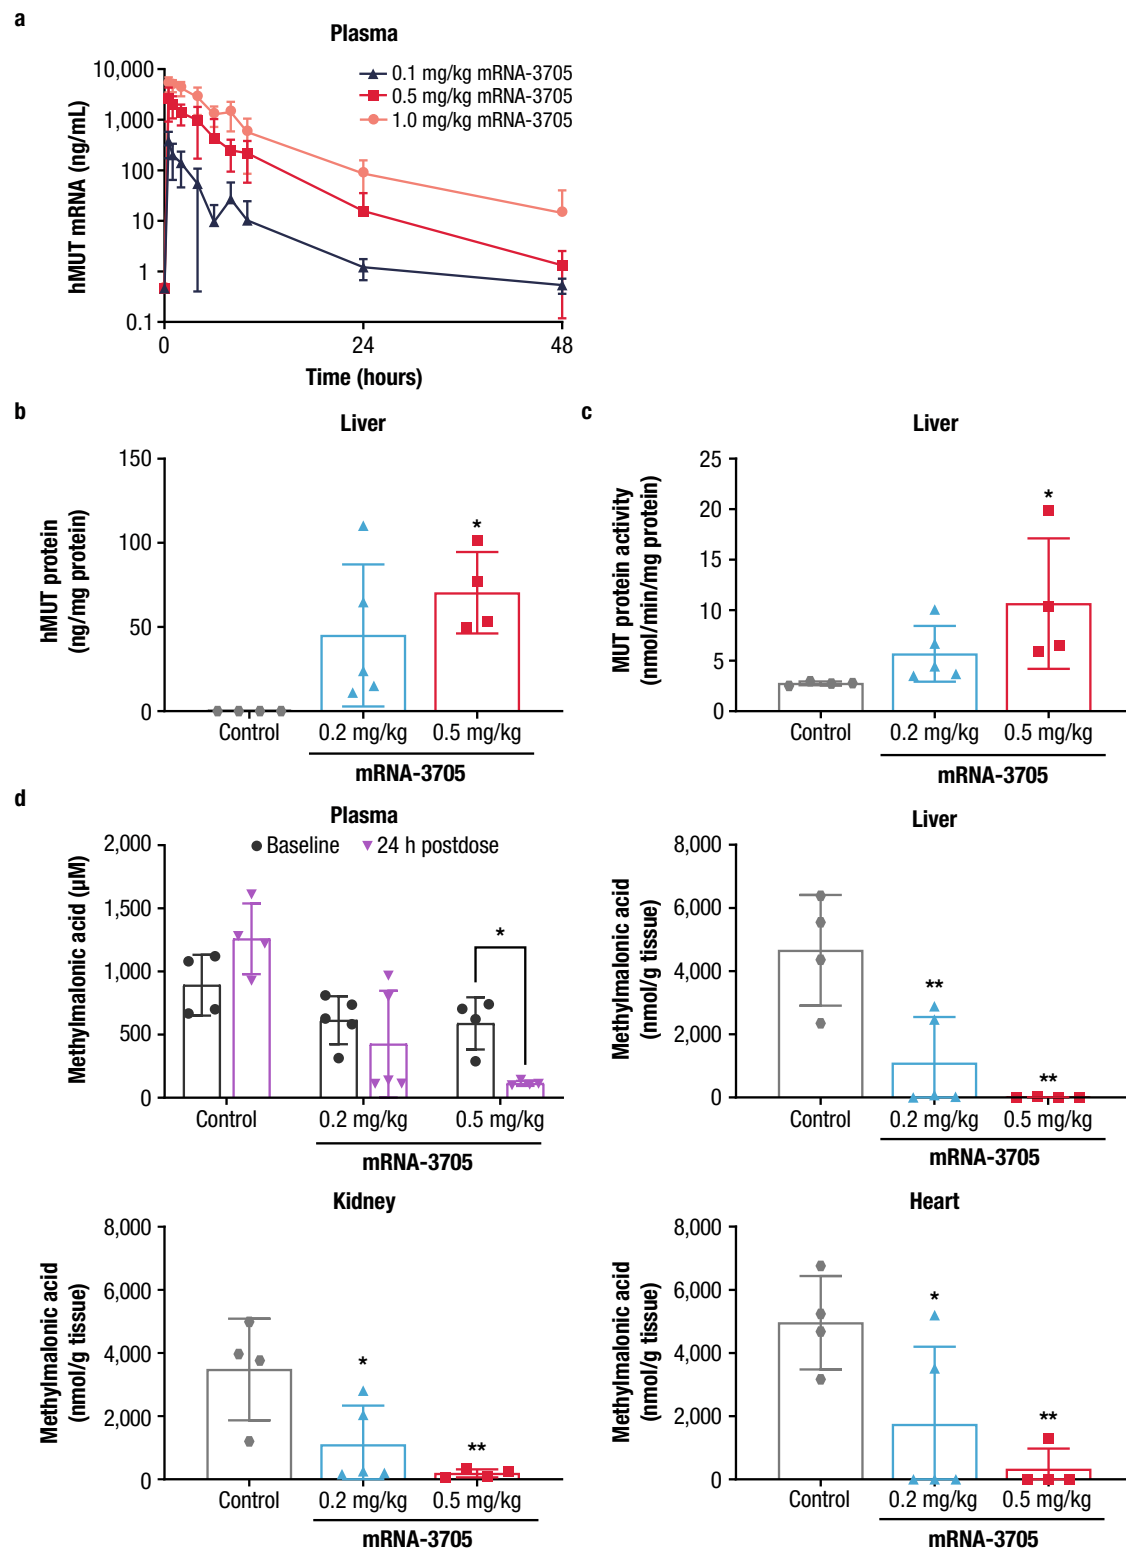 a
Plasma
hMUT mRNA (ng/mL)
10,000
1,000
100
10
1
0.1
0.1 mg/kg mRNA-3705
0.5 mg/kg mRNA-3705
1.0 mg/kg mRNA-3705
0
24
48
Time (hours)
b
Liver
hMUT protein
(ng/mg protein)
150
100
50
0
*
Control
0.2 mg/kg
0.5 mg/kg
mRNA-3705
c
Liver
MUT protein activity
(nmol/min/mg protein)
25
20
15
10
5
0
*
Control
0.2 mg/kg
0.5 mg/kg
mRNA-3705
d
Plasma
Baseline
24 h postdose
Methylmalonic acid (µM)
2,000
1,500
1,000
500
0
*
Control
0.2 mg/kg
0.5 mg/kg
mRNA-3705
Liver
Methylmalonic acid
(nmol/g tissue)
8,000
6,000
4,000
2,000
0
**
**
Control
0.2 mg/kg
0.5 mg/kg
mRNA-3705
Kidney
Methylmalonic acid
(nmol/g tissue)
8,000
6,000
4,000
2,000
0
*
**
Control
0.2 mg/kg
0.5 mg/kg
mRNA-3705
Heart
Methylmalonic acid
(nmol/g tissue)
8,000
6,000
4,000
2,000
0
*
**
Control
0.2 mg/kg
0.5 mg/kg
mRNA-3705